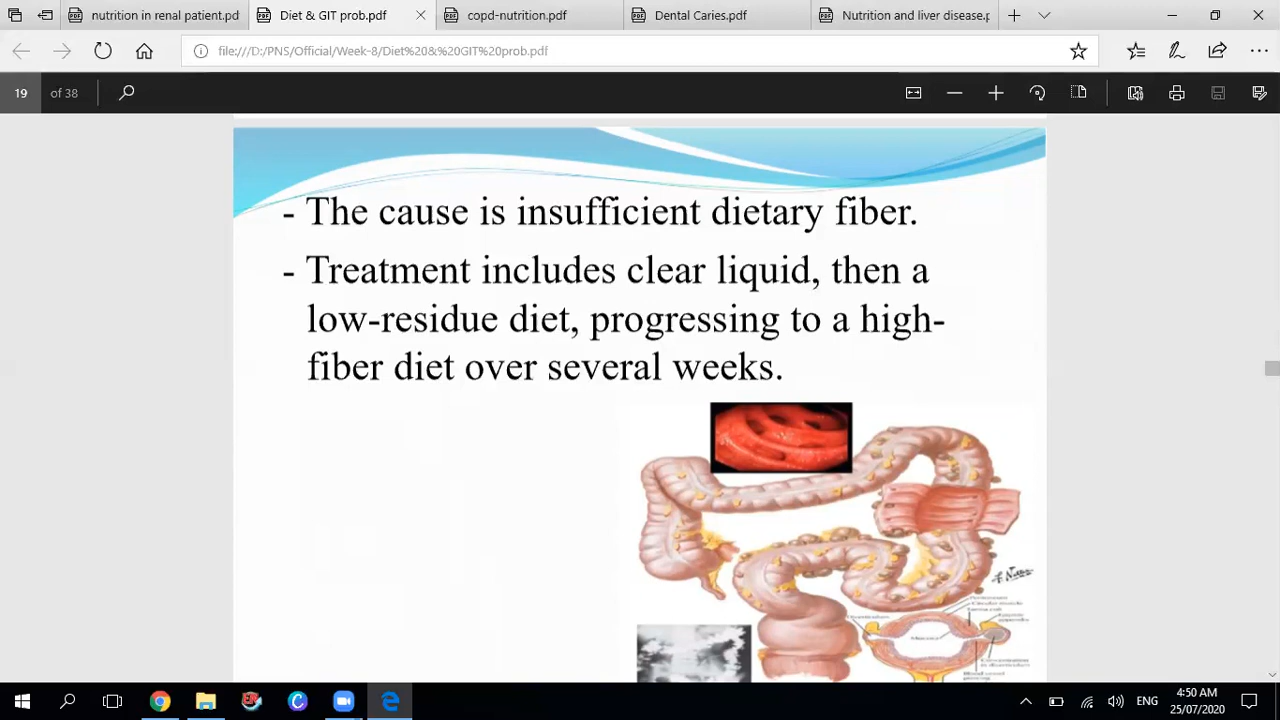 nutrition in renal patient.pd
Diet & GIT prob.pdf
copd-nutrition.pdf
Dental Caries.pdf
Nutrition and liver disease.p
file:///D:/PNS/Official/Week-8/Diet%20&%20GIT%20prob.pdf
19 of 38
- The cause is insufficient dietary fiber.
- Treatment includes clear liquid, then a
low-residue diet, progressing to a high-
fiber diet over several weeks.
ENG
4:50 AM
25/07/2020